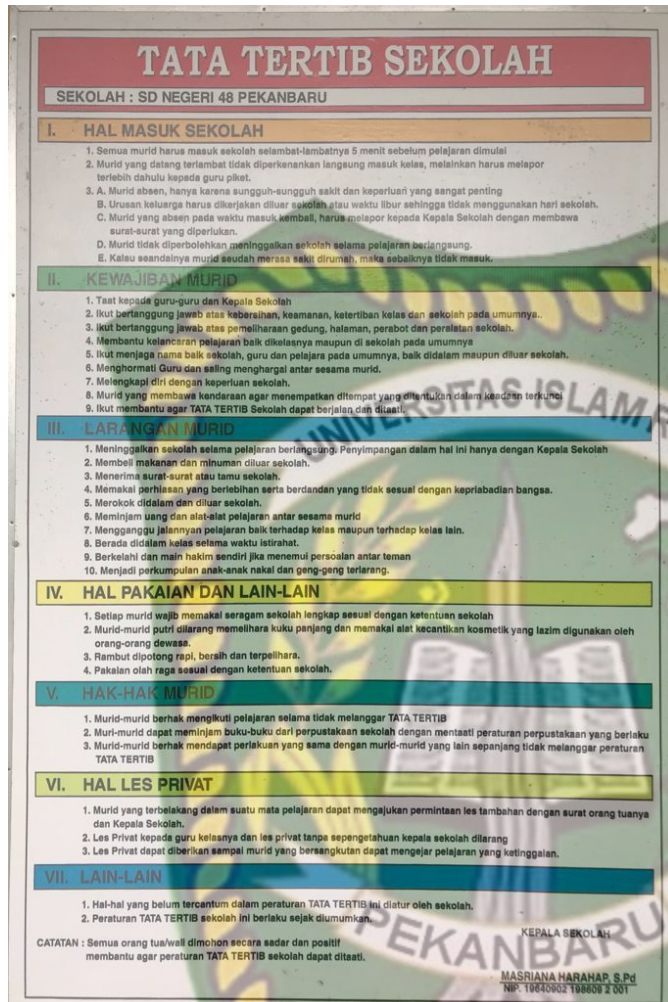 TATA TERTIB SEKOLAH
SEKOLAH : SD NEGERI 48 PEKANBARU
I. HAL MASUK SEKOLAH
1. Semua murid harus masuk sekolah selambat-lambatnya 5 menit sebelum pelajaran dimulai
2. Murid yang datang terlambat tidak diperkenankan langsung masuk kelas, melainkan harus melapor
terlebih dahulu kepada guru piket.
3. A. Murid absen, hanya karena sungguh-sungguh sakit dan keperluan yang sangat penting
B. Urusan keluarga harus dikerjakan diluar sekolah atau waktu libur sehingga tidak menggunakan hari sekolah.
C. Murid yang absen pada waktu masuk kembali, harus melapor kepada Kepala Sekolah dengan membawa
surat-surat yang diperlukan.
D. Murid tidak diperbolehkan meninggalkan sekolah selama pelajaran berlangsung.
E. Kalau seandainya murid seudah merasa sakit dirumah, maka sebaiknya tidak masuk.
II. KEWAJIBAN MURID
1. Taat kepada guru-guru dan Kepala Sekolah
2. Ikut bertanggung jawab atas kebersihan, keamanan, ketertiban kelas dan sekolah pada umumnya..
3. Ikut bertanggung jawab atas pemeliharaan gedung, halaman, perabot dan peralatan sekolah.
4. Membantu kelancaran pelajaran baik dikelasnya maupun di sekolah pada umumnya
5. Ikut menjaga nama baik sekolah, guru dan pelajara pada umumnya, baik didalam maupun diluar sekolah.
6. Menghormati Guru dan saling menghargai antar sesama murid.
7. Melengkapi diri dengan keperluan sekolah.
8. Murid yang membawa kendaraan agar menempatkan ditempat yang ditentukan dalam keadaan terkunci
9. Ikut membantu agar TATA TERTIB Sekolah dapat berjalan dan ditaati.
UNIVERSITAS ISLAM R
III. LARANGAN MURID
1. Meninggalkan sekolah selama pelajaran berlangsung. Penyimpangan dalam hal ini hanya dengan Kepala Sekolah
2. Membeli makanan dan minuman diluar sekolah.
3. Menerima surat-surat atau tamu sekolah.
4. Memakai perhiasan yang berlebihan serta berdandan yang tidak sesuai dengan kepriabadian bangsa.
5. Merokok didalam dan diluar sekolah.
6. Meminjam uang dan alat-alat pelajaran antar sesama murid
7. Mengganggu jalannyan pelajaran baik terhadap kelas maupun terhadap kelas lain.
8. Berada didalam kelas selama waktu istirahat.
9. Berkelahi dan main hakim sendiri jika menemui persoalan antar teman
10. Menjadi perkumpulan anak-anak nakal dan geng-geng terlarang.
IV. HAL PAKAIAN DAN LAIN-LAIN
1. Setiap murid wajib memakai seragam sekolah lengkap sesuai dengan ketentuan sekolah
2. Murid-murid putri dilarang memelihara kuku panjang dan memakai alat kecantikan kosmetik yang lazim digunakan oleh
orang-orang dewasa.
3. Rambut dipotong rapi, bersih dan terpelihara.
4. Pakaian olah raga sesuai dengan ketentuan sekolah.
V. HAK-HAK MURID
1. Murid-murid berhak mengikuti pelajaran selama tidak melanggar TATA TERTIB
2. Muri-murid dapat meminjam buku-buku dari perpustakaan sekolah dengan mentaati peraturan perpustakaan yang berlaku
3. Murid-murid berhak mendapat perlakuan yang sama dengan murid-murid yang lain sepanjang tidak melanggar peraturan
TATA TERTIB
VI. HAL LES PRIVAT
1. Murid yang terbelakang dalam suatu mata pelajaran dapat mengajukan permintaan les tambahan dengan surat orang tuanya
dan Kepala Sekolah.
2. Les Privat kepada guru kelasnya dan les privat tanpa sepengetahuan kepala sekolah dilarang
3. Les Privat dapat diberikan sampai murid yang bersangkutan dapat mengejar pelajaran yang ketinggalan.
VII. LAIN-LAIN
1. Hal-hal yang belum tercantum dalam peraturan TATA TERTIB ini diatur oleh sekolah.
2. Peraturan TATA TERTIB sekolah ini berlaku sejak diumumkan.
PEKANBARU
KEPALA SEKOLAH
CATATAN : Semua orang tua/wali dimohon secara sadar dan positif
membantu agar peraturan TATA TERTIB sekolah dapat ditaati.
MASRIANA HARAHAP, S.Pd
NIP. 19640902 198609 2 001